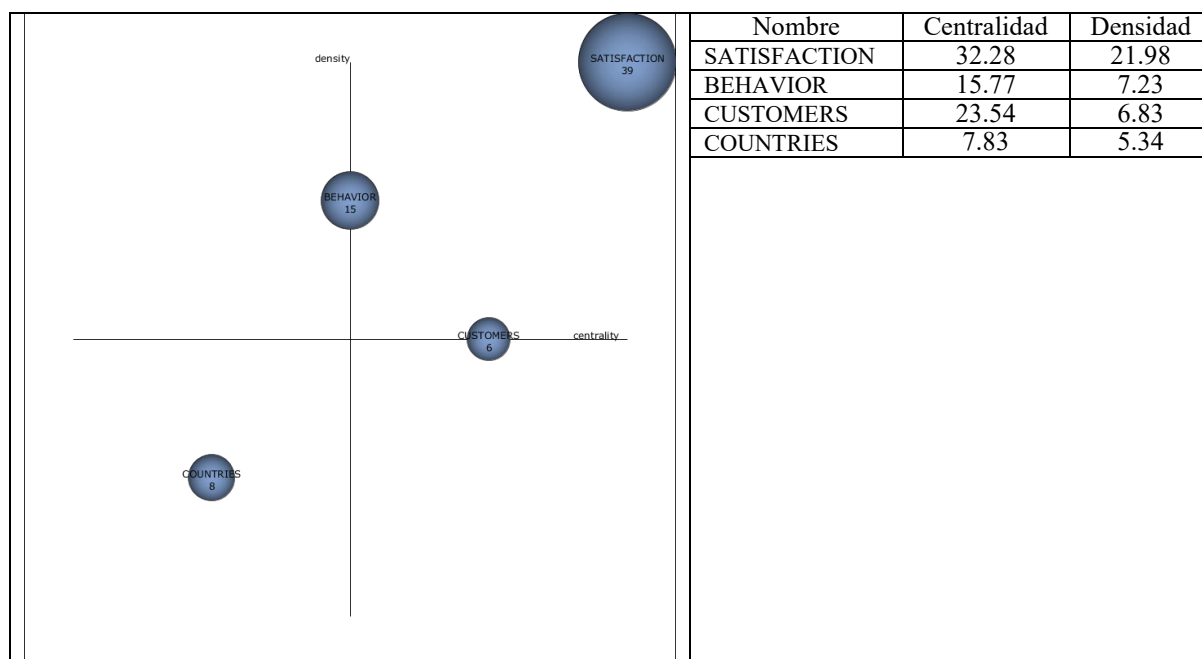 density
SATISFACTION
39
BEHAVIOR
15
CUSTOMERS
6
centrality
COUNTRIES
8
Nombre Centralidad Densidad
SATISFACTION 32.28 21.98
BEHAVIOR 15.77 7.23
CUSTOMERS 23.54 6.83
COUNTRIES 7.83 5.34